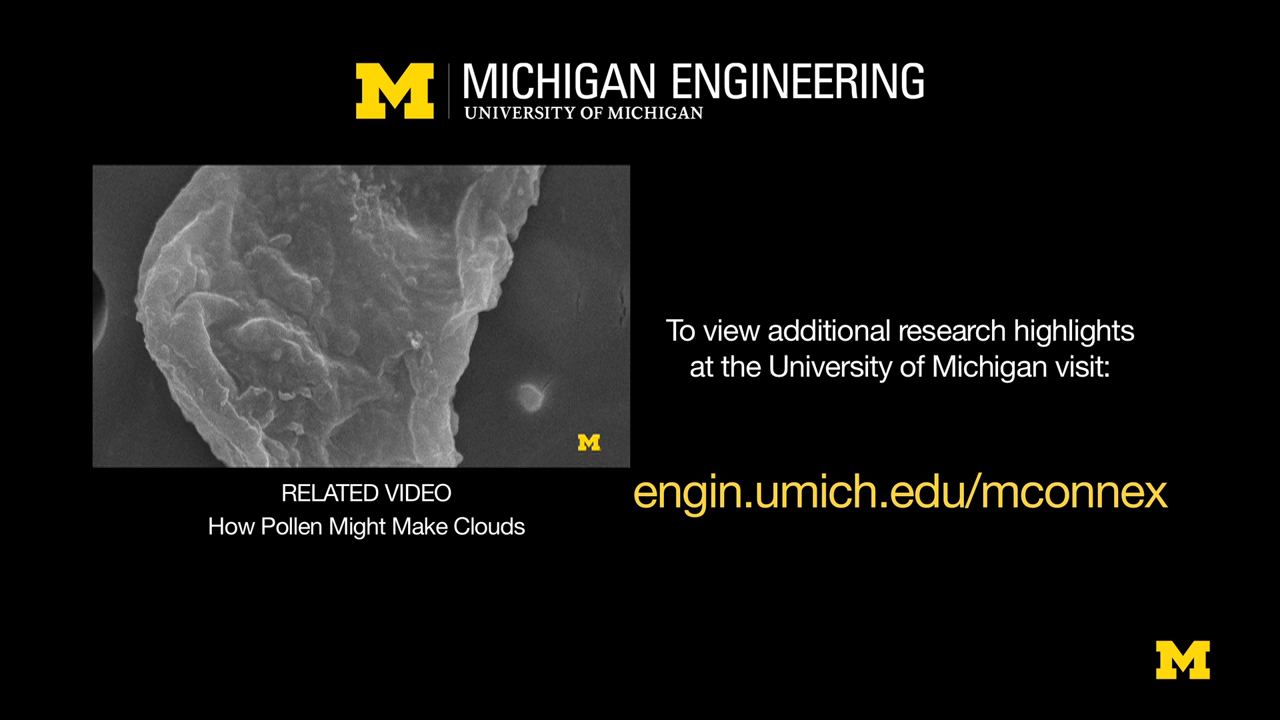 M MICHIGAN ENGINEERING
UNIVERSITY OF MICHIGAN
M
RELATED VIDEO
How Pollen Might Make Clouds
To view additional research highlights
at the University of Michigan visit:
engin.umich.edu/mconnex
M